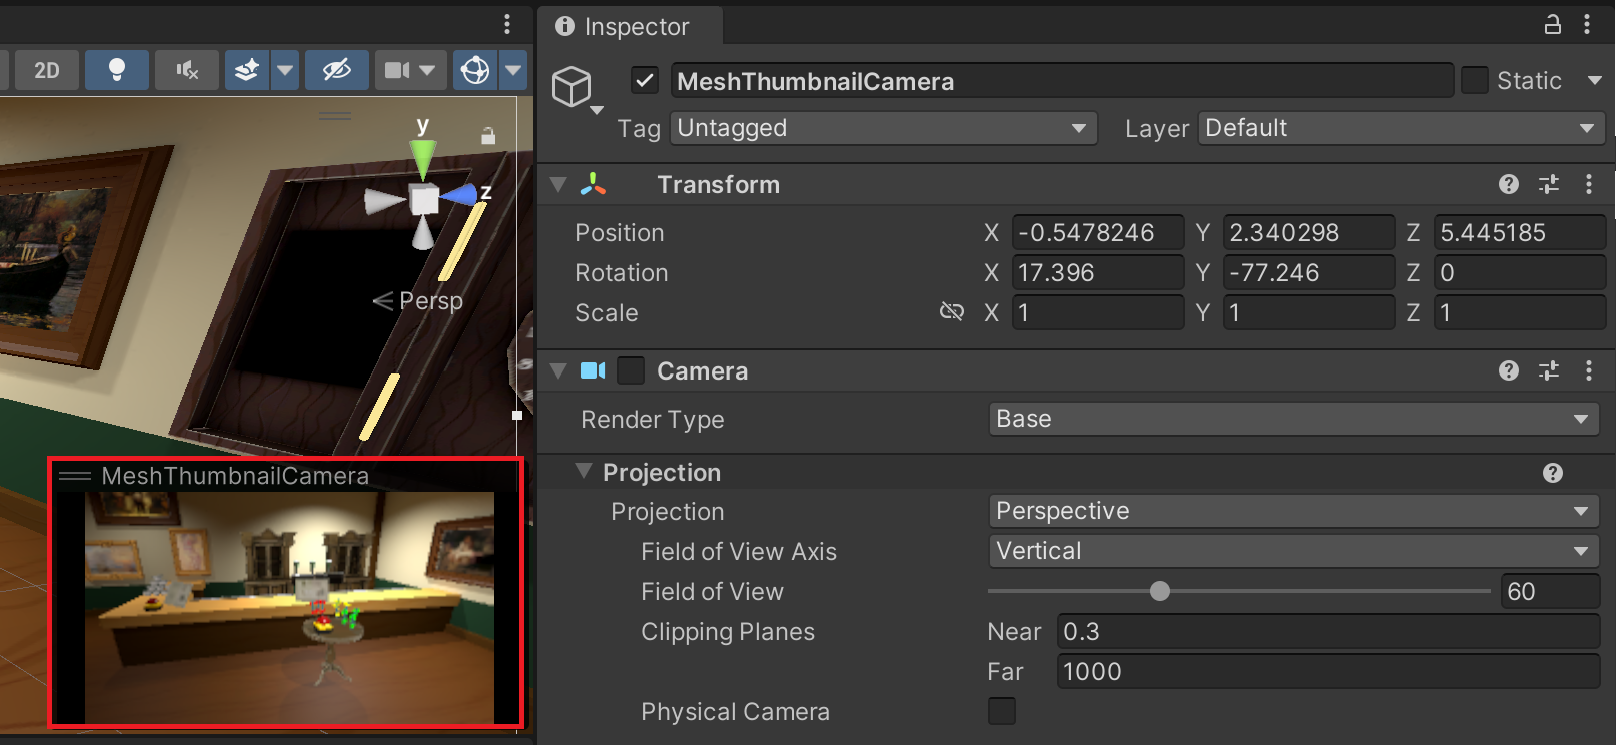 Inspector
2D
MeshThumbnailCamera
Static
Tag Untagged Layer Default
y
z
Persp
Transform
Position X -0.5478246 Y 2.340298 Z 5.445185
Rotation X 17.396 Y -77.246 Z 0
Scale X 1 Y 1 Z 1
Camera
Render Type Base
MeshThumbnailCamera
Projection
Projection Perspective
Field of View Axis Vertical
Field of View 60
Clipping Planes Near 0.3
Far 1000
Physical Camera